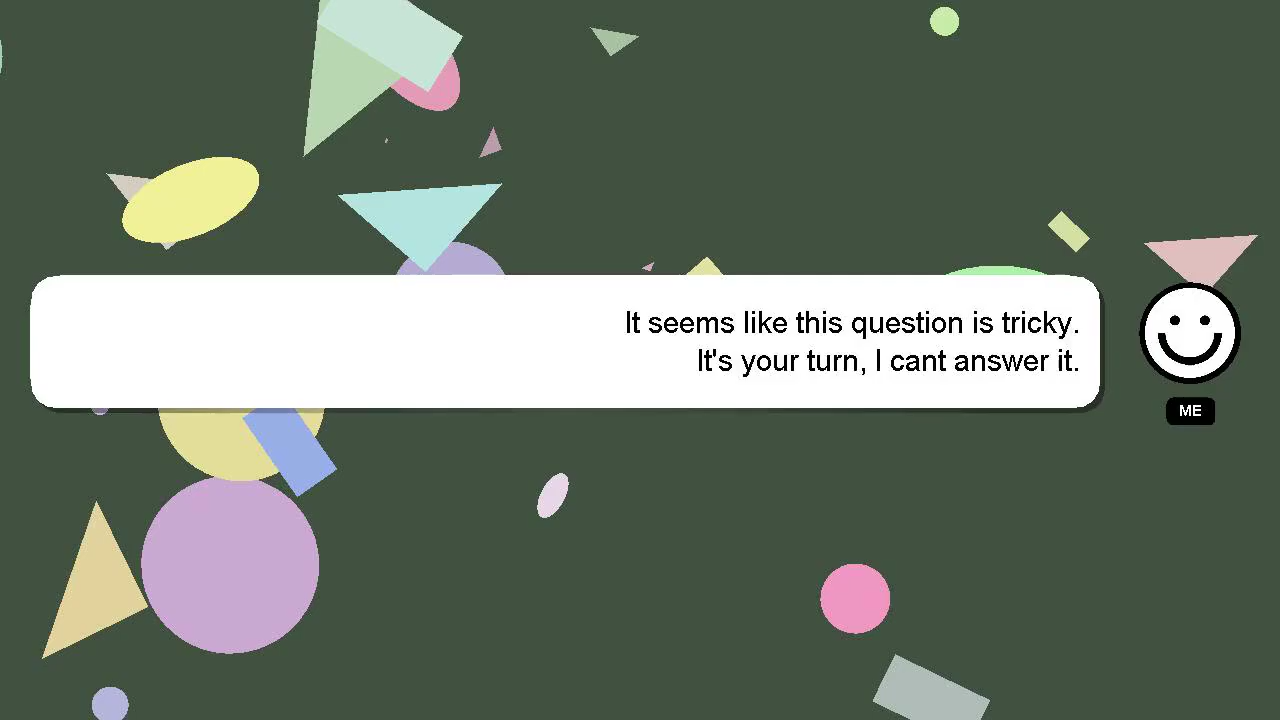 It seems like this question is tricky.
It's your turn, I cant answer it.
ME